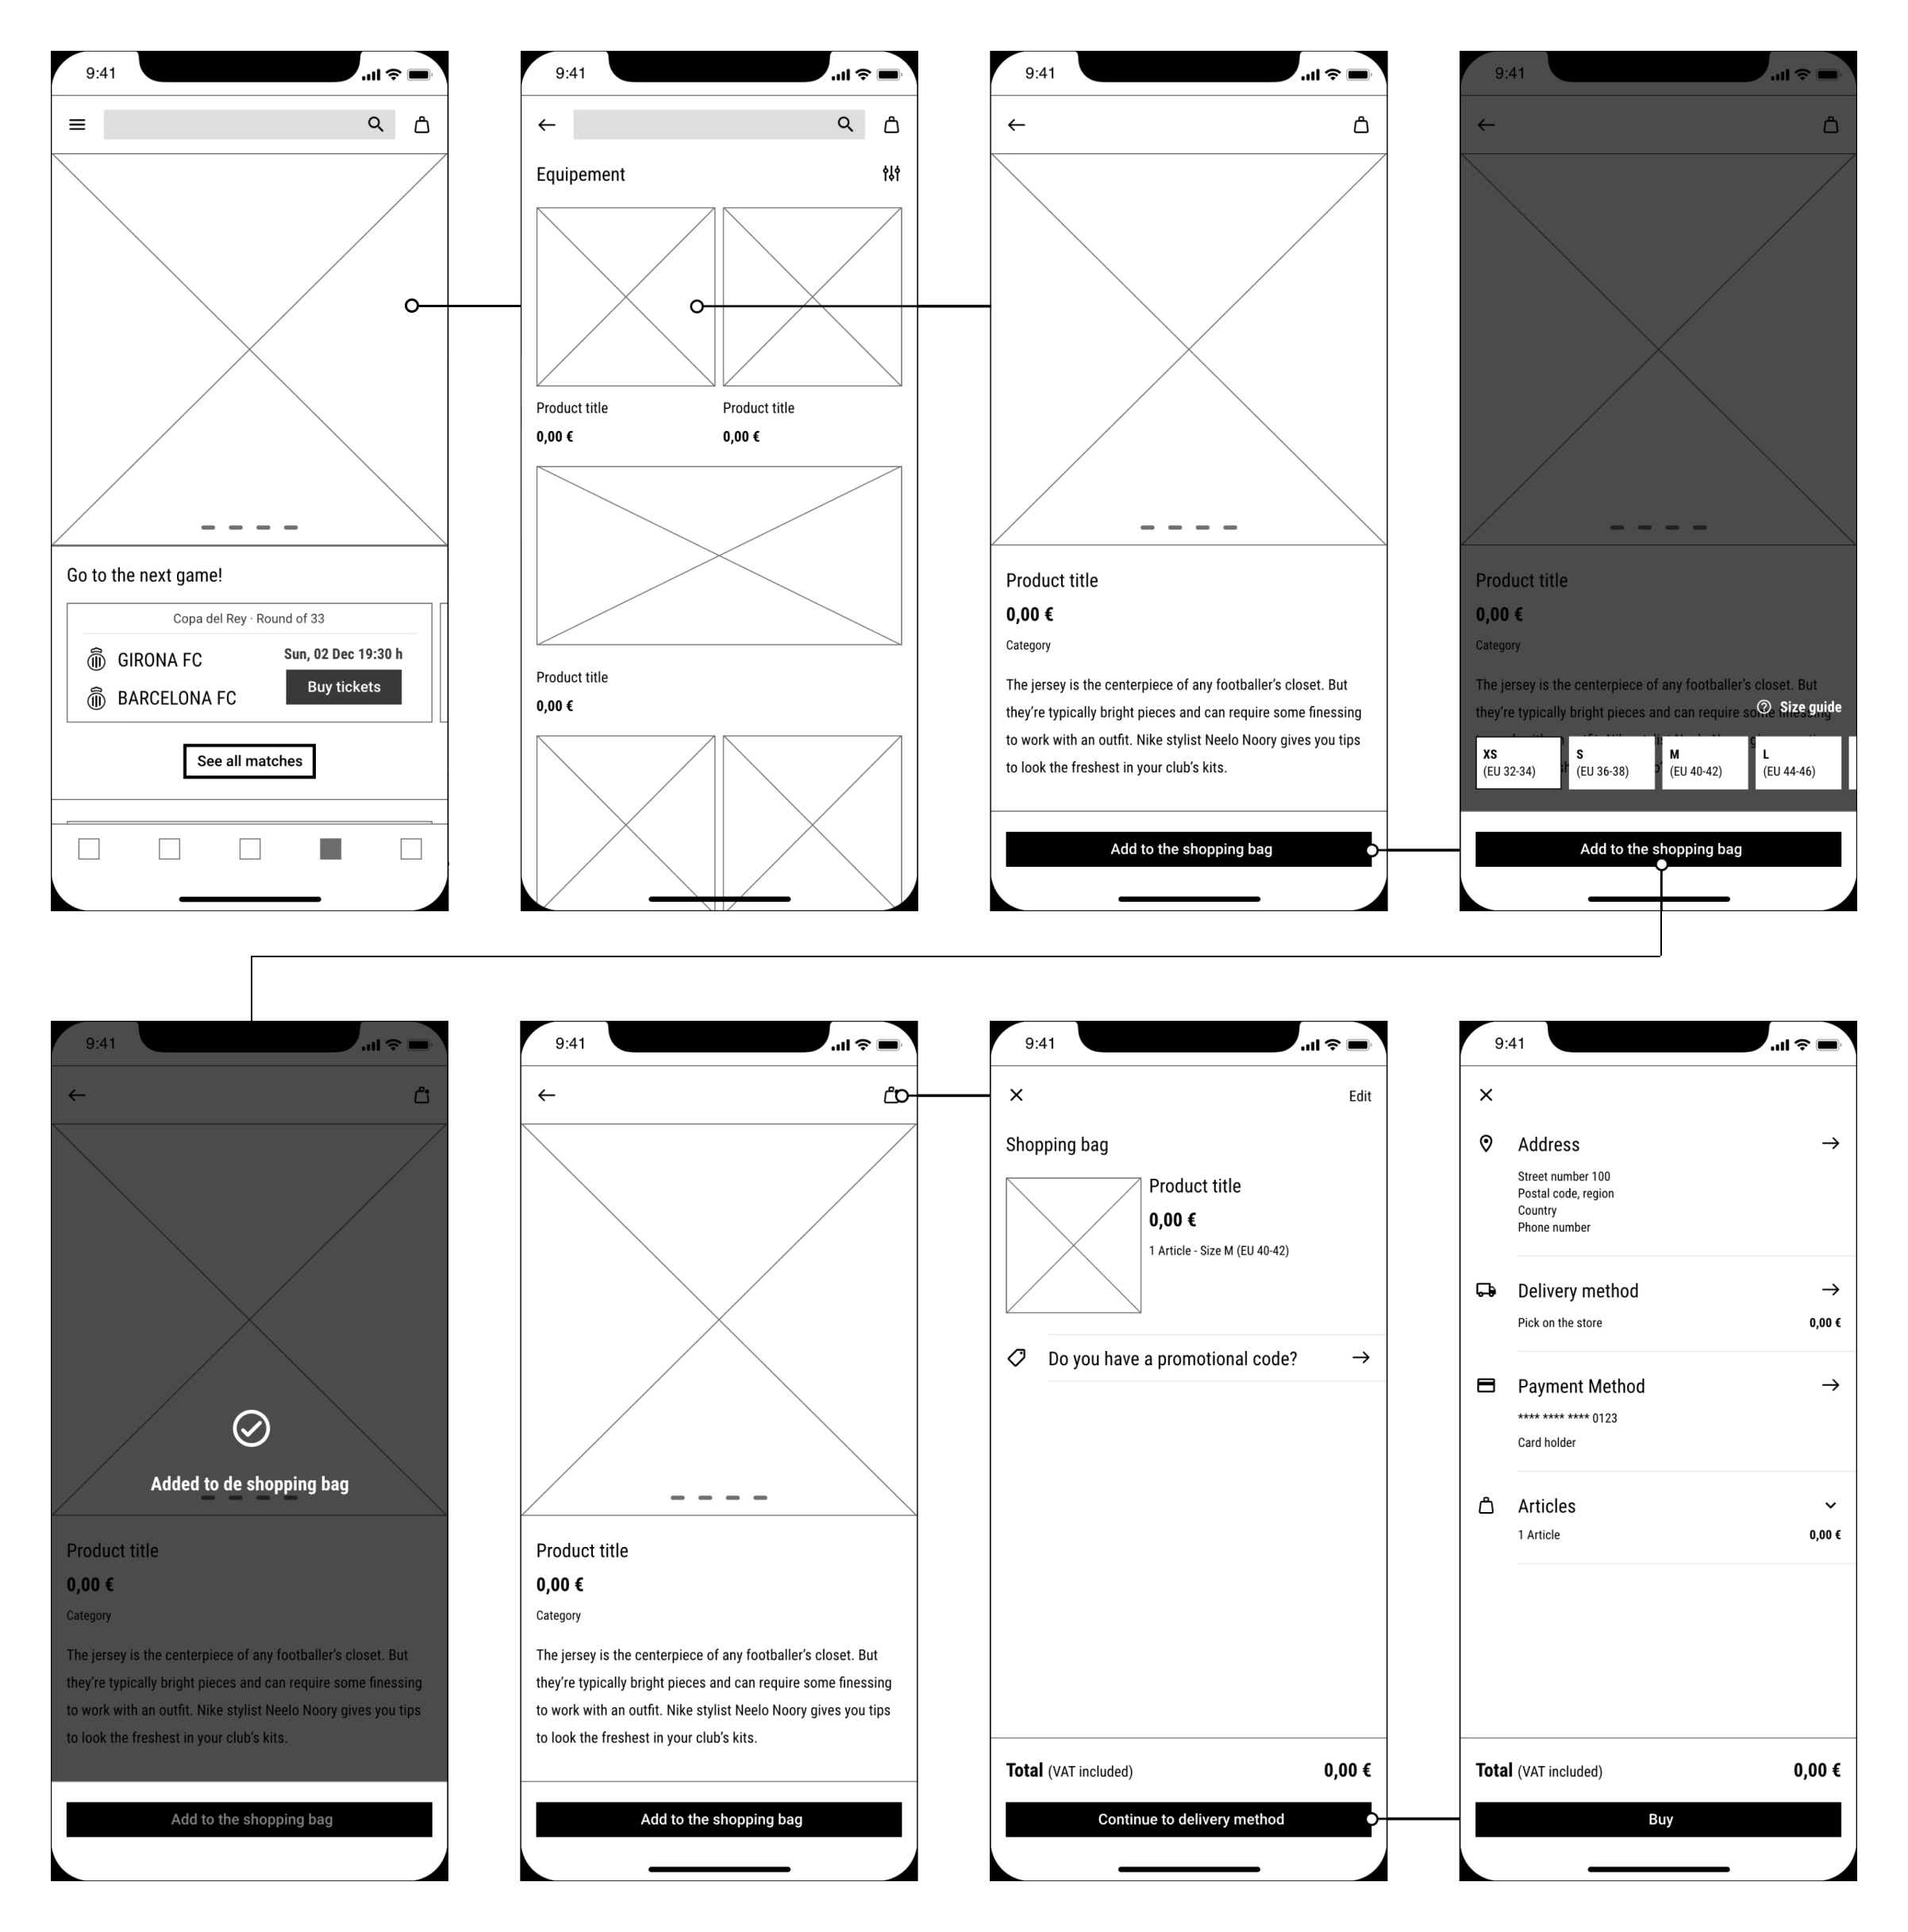 9:41
Go to the next game!
Copa del Rey · Round of 33
GIRONA FC
Sun, 02 Dec 19:30 h
BARCELONA FC
Buy tickets
See all matches
9:41
Equipement
Product title
Product title
0,00 €
0,00 €
Product title
0,00 €
9:41
Product title
0,00 €
Category
The jersey is the centerpiece of any footballer's closet. But
they're typically bright pieces and can require some finessing
to work with an outfit. Nike stylist Neelo Noory gives you tips
to look the freshest in your club's kits.
Add to the shopping bag
9:41
Product title
0,00 €
Category
The jersey is the centerpiece of any footballer's closet. But
they're typically bright pieces and can require some finessing
Size guide
XS
(EU 32-34)
S
(EU 36-38)
M
(EU 40-42)
L
(EU 44-46)
Add to the shopping bag
9:41
Added to de shopping bag
Product title
0,00 €
Category
The jersey is the centerpiece of any footballer's closet. But
they're typically bright pieces and can require some finessing
to work with an outfit. Nike stylist Neelo Noory gives you tips
to look the freshest in your club's kits.
Add to the shopping bag
9:41
Product title
0,00 €
Category
The jersey is the centerpiece of any footballer's closet. But
they're typically bright pieces and can require some finessing
to work with an outfit. Nike stylist Neelo Noory gives you tips
to look the freshest in your club's kits.
Add to the shopping bag
9:41
Edit
Shopping bag
Product title
0,00 €
1 Article - Size M (EU 40-42)
Do you have a promotional code?
Total (VAT included) 0,00 €
Continue to delivery method
9:41
Address
Street number 100
Postal code, region
Country
Phone number
Delivery method
Pick on the store 0,00 €
Payment Method
**** **** **** 0123
Card holder
Articles
1 Article 0,00 €
Total (VAT included) 0,00 €
Buy